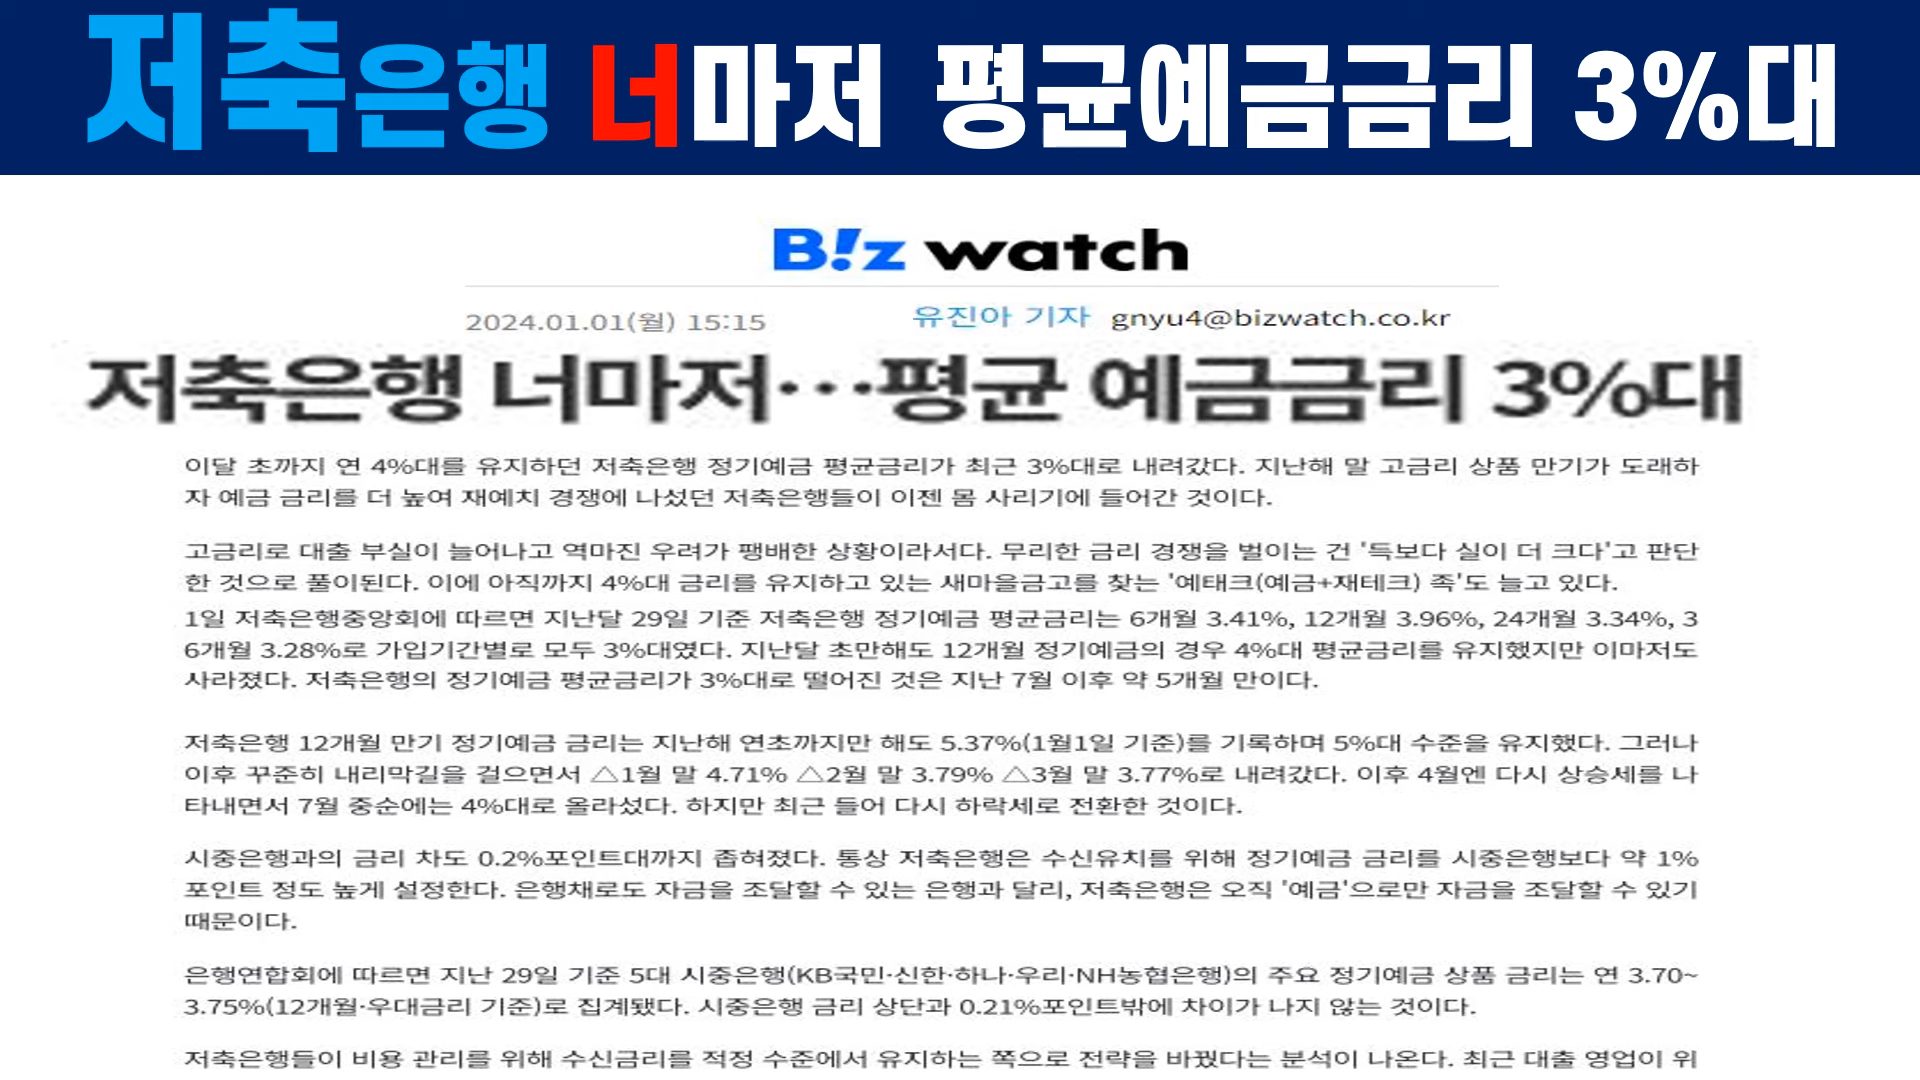 저축은행 너마저 평균예금금리 3%대
B!z watch
2024.01.01(월) 15:15 유진아 기자 gnyu4@bizwatch.co.kr
저축은행 너마저···평균 예금금리 3%대
이달 초까지 연 4%대를 유지하던 저축은행 정기예금 평균금리가 최근 3%대로 내려갔다. 지난해 말 고금리 상품 만기가 도래하
자 예금 금리를 더 높여 재예치 경쟁에 나섰던 저축은행들이 이젠 몸 사리기에 들어간 것이다.
고금리로 대출 부실이 늘어나고 역마진 우려가 팽배한 상황이라서다. 무리한 금리 경쟁을 벌이는 건 '득보다 실이 더 크다'고 판단
한 것으로 풀이된다. 이에 아직까지 4%대 금리를 유지하고 있는 새마을금고를 찾는 '예태크(예금+재테크) 족'도 늘고 있다.
1일 저축은행중앙회에 따르면 지난달 29일 기준 저축은행 정기예금 평균금리는 6개월 3.41%, 12개월 3.96%, 24개월 3.34%, 3
6개월 3.28%로 가입기간별로 모두 3%대였다. 지난달 초만해도 12개월 정기예금의 경우 4%대 평균금리를 유지했지만 이마저도
사라졌다. 저축은행의 정기예금 평균금리가 3%대로 떨어진 것은 지난 7월 이후 약 5개월 만이다.
저축은행 12개월 만기 정기예금 금리는 지난해 연초까지만 해도 5.37%(1월1일 기준)를 기록하며 5%대 수준을 유지했다. 그러나
이후 꾸준히 내리막길을 걸으면서 △1월 말 4.71% △2월 말 3.79% △3월 말 3.77%로 내려갔다. 이후 4월엔 다시 상승세를 나
타내면서 7월 중순에는 4%대로 올라섰다. 하지만 최근 들어 다시 하락세로 전환한 것이다.
시중은행과의 금리 차도 0.2%포인트대까지 좁혀졌다. 통상 저축은행은 수신유치를 위해 정기예금 금리를 시중은행보다 약 1%
포인트 정도 높게 설정한다. 은행채로도 자금을 조달할 수 있는 은행과 달리, 저축은행은 오직 '예금'으로만 자금을 조달할 수 있기
때문이다.
은행연합회에 따르면 지난 29일 기준 5대 시중은행(KB국민·신한·하나·우리·NH농협은행)의 주요 정기예금 상품 금리는 연 3.70~
3.75%(12개월·우대금리 기준)로 집계됐다. 시중은행 금리 상단과 0.21%포인트밖에 차이가 나지 않는 것이다.
저축은행들이 비용 관리를 위해 수신금리를 적정 수준에서 유지하는 쪽으로 전략을 바꿨다는 분석이 나온다. 최근 대출 영업이 위